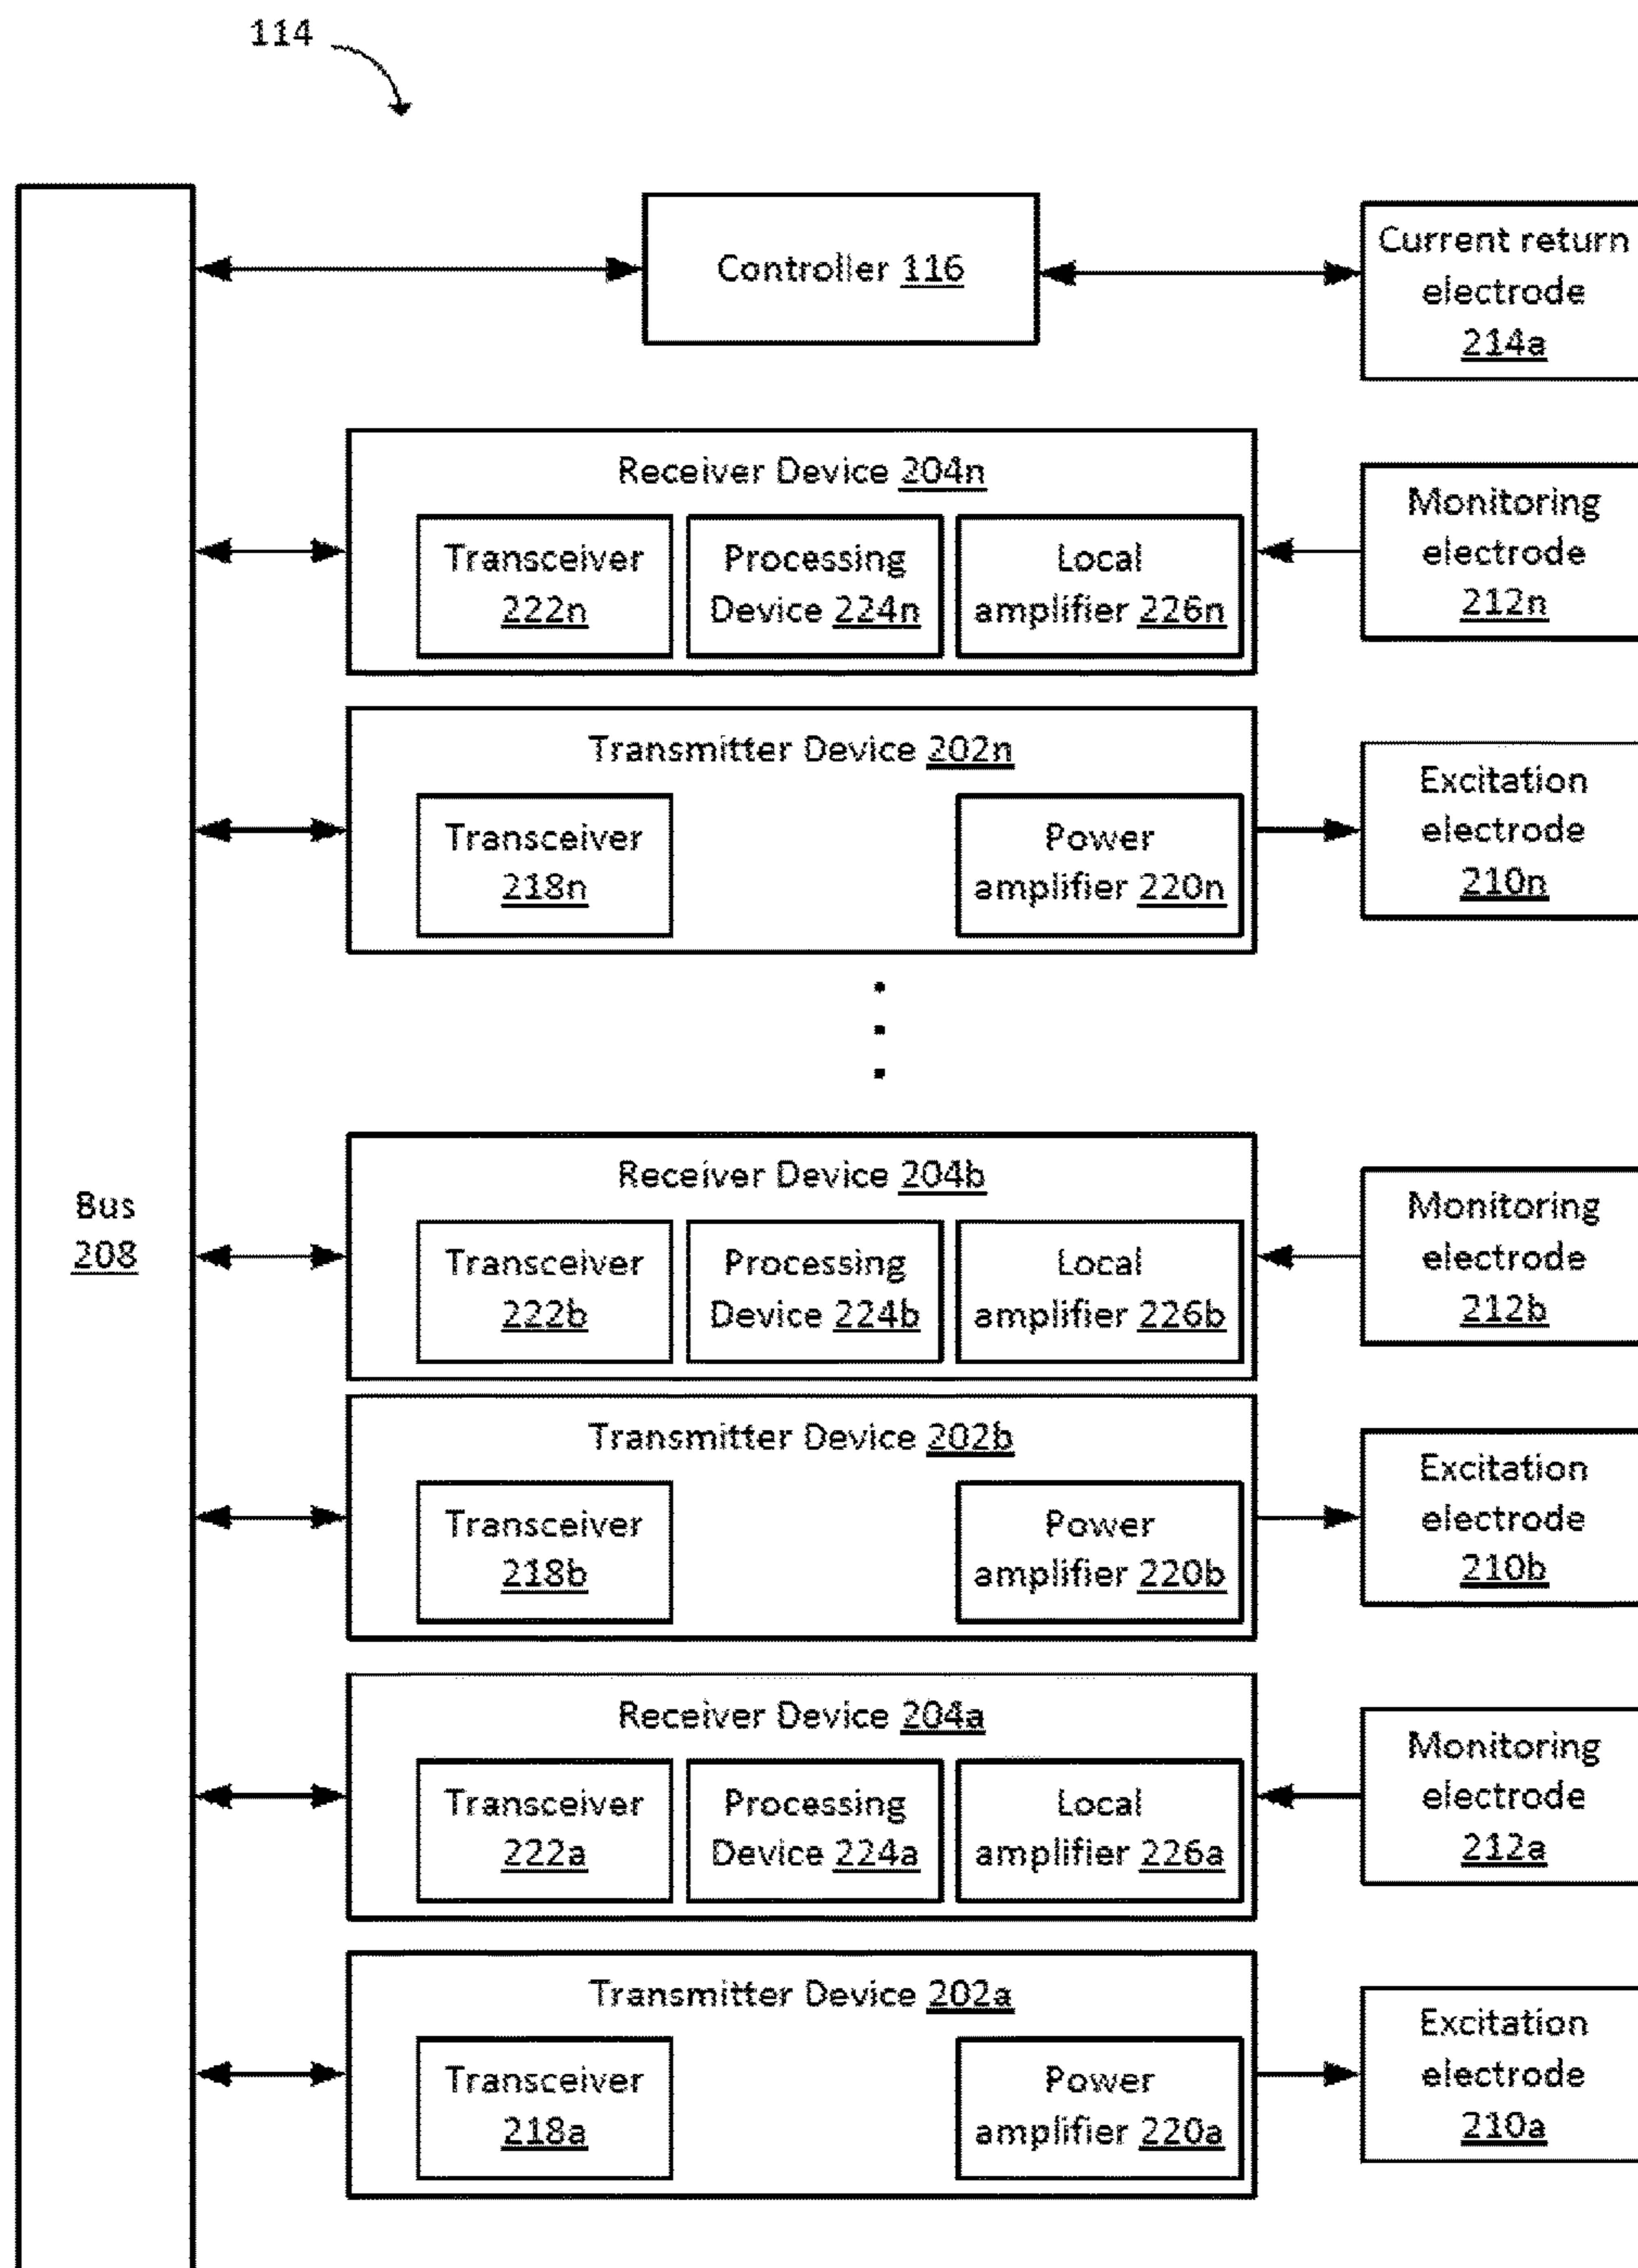 114
Controller 116
Current return
electrode
214a
Receiver Device 204n
Transceiver
222n
Processing
Device 224n
Local
amplifier 226n
Monitoring
electrode
212n
Transmitter Device 202n
Transceiver
218n
Power
amplifier 220n
Excitation
electrode
210n
Bus
208
Receiver Device 204b
Transceiver
222b
Processing
Device 224b
Local
amplifier 226b
Monitoring
electrode
212b
Transmitter Device 202b
Transceiver
218b
Power
amplifier 220b
Excitation
electrode
210b
Receiver Device 204a
Transceiver
222a
Processing
Device 224a
Local
amplifier 226a
Monitoring
electrode
212a
Transmitter Device 202a
Transceiver
218a
Power
amplifier 220a
Excitation
electrode
210a